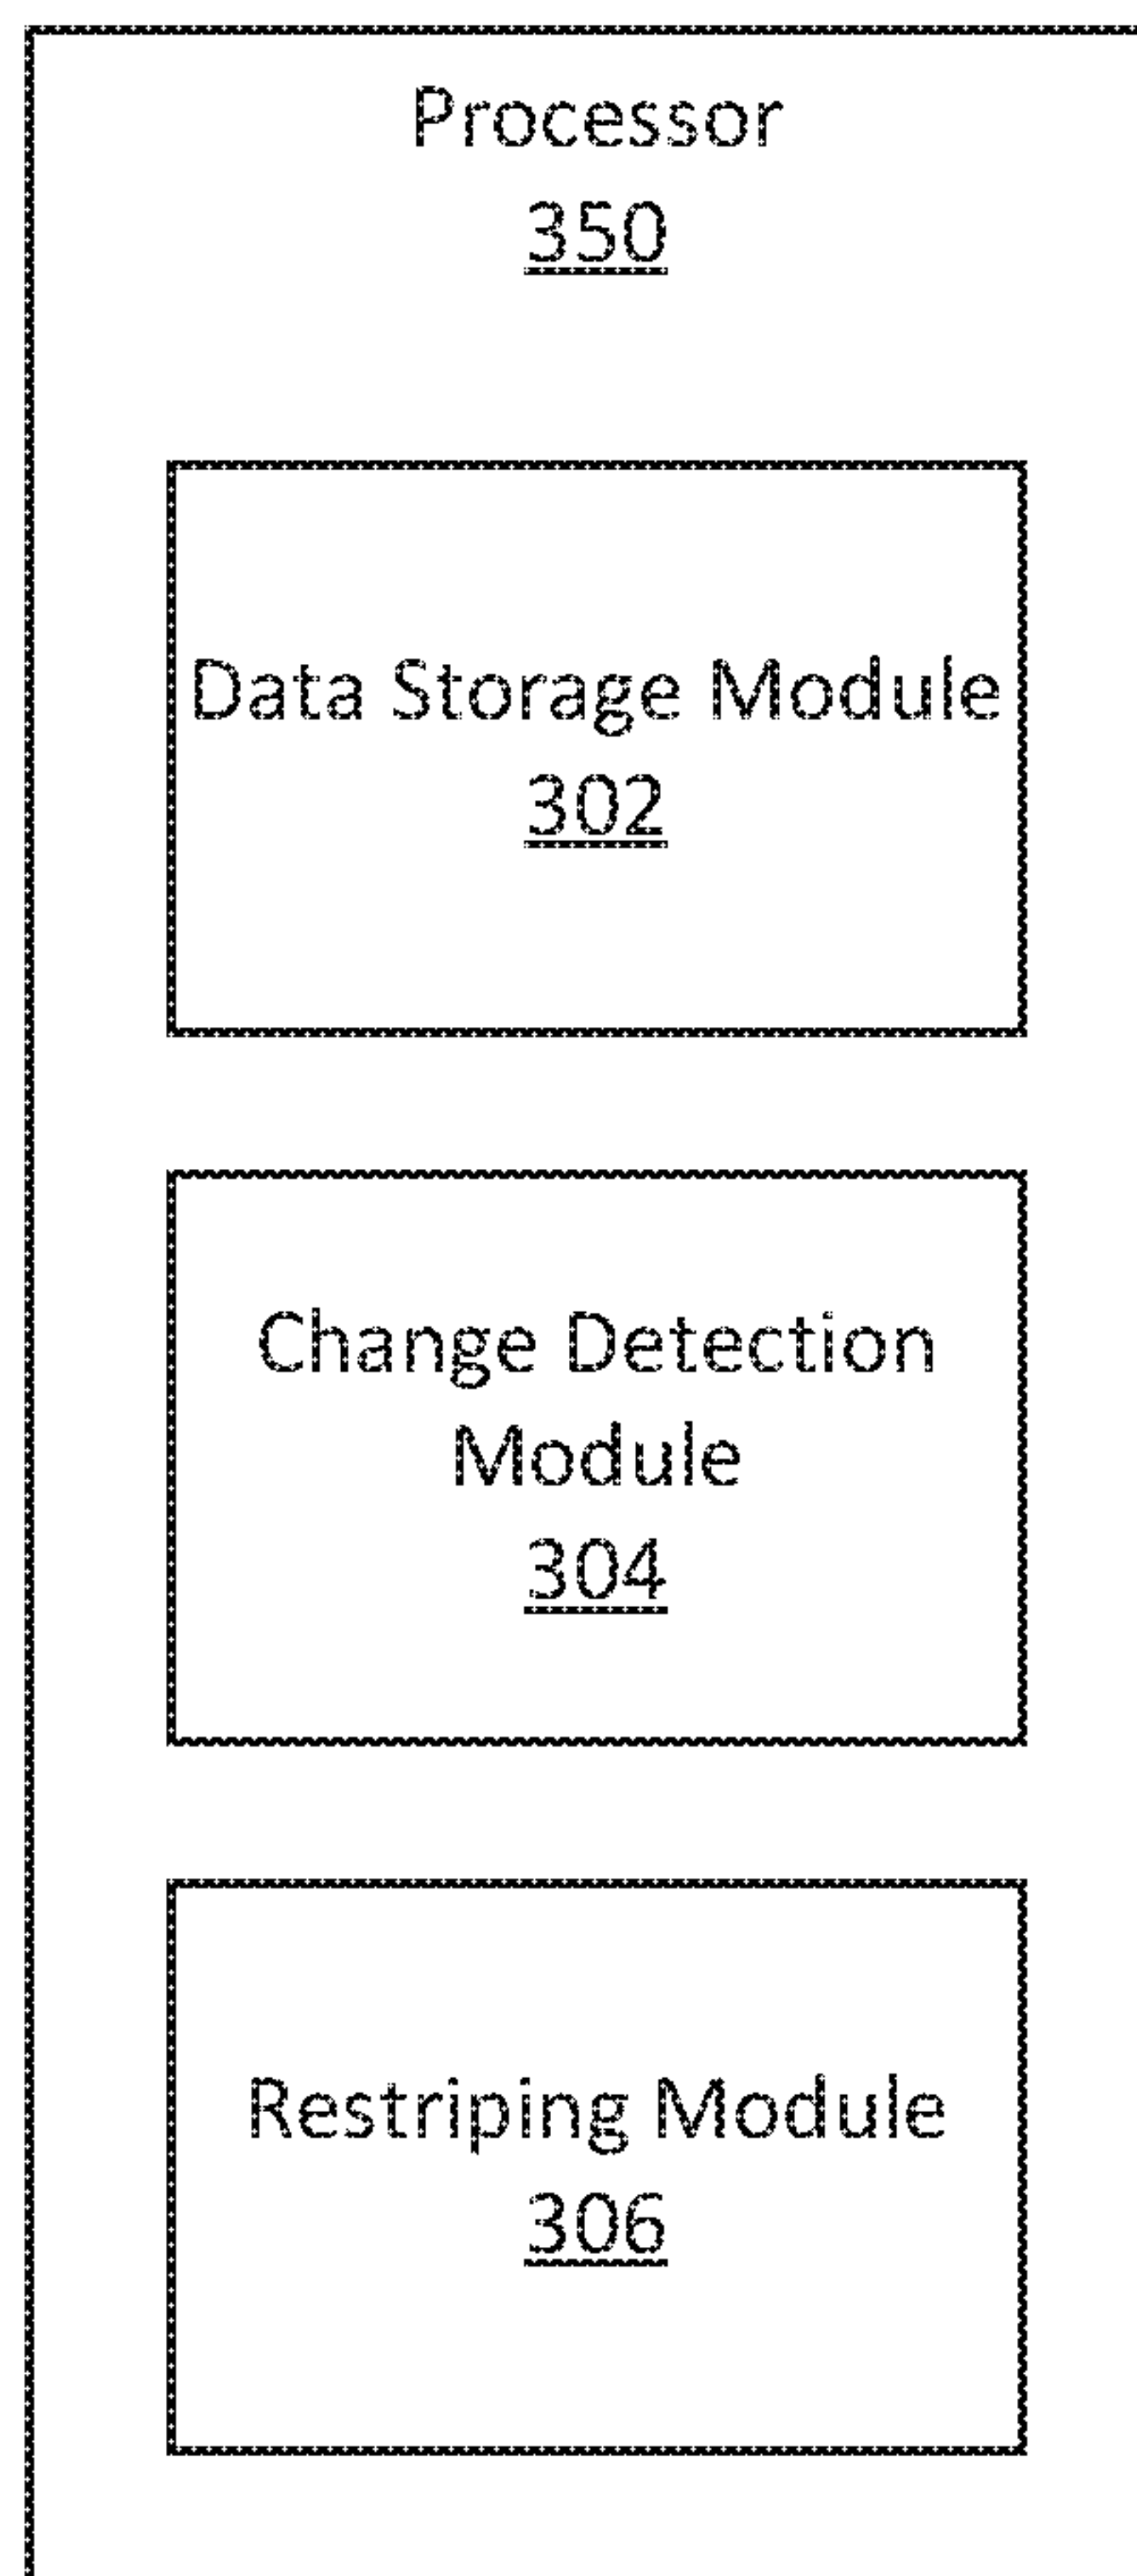 Processor
350
Data Storage Module
302
Change Detection
Module
304
Restriping Module
306